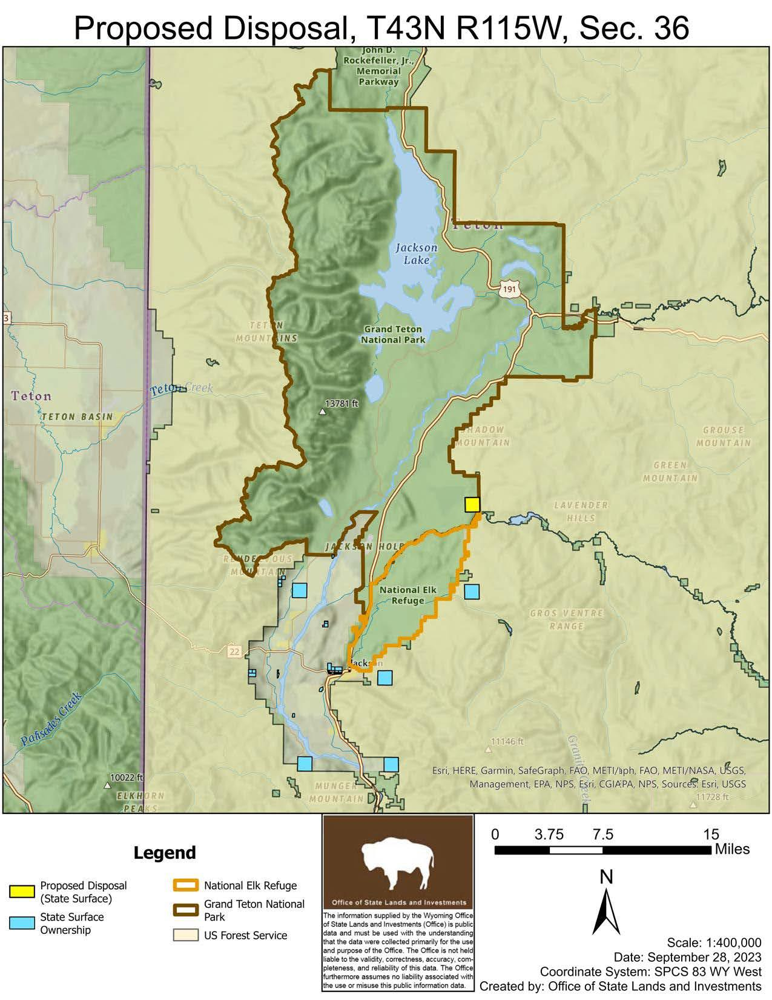 Proposed Disposal, T43N R115W, Sec. 36
John D.
Rockefeller, Jr.,
Memorial
Parkway
Teton
Jackson
Lake
191
3
TETON
MOUNTAINS
Grand Teton
National Park
Teton Creek
Teton
13781 ft
TETON BASIN
SHADOW
MOUNTAIN
GROUSE
MOUNTAIN
GREEN
MOUNTAIN
LAVENDER
HILLS
JACKSON HOLE
RENDEZVOUS
MOUNTAIN
National Elk
Refuge
GROS VENTRE
RANGE
22
Jackson
Palisades Creek
11146 ft
Granite Creek
10022 ft
ELKHORN
PEAKS
MUNGER
MOUNTAIN
Esri, HERE, Garmin, SafeGraph, FAO, METI/ aph, FAO, METI/NASA, USGS,
Management, EPA, NPS, Esri, CGIAPA, NPS, Sources: Esri, USGS
11728 ft
Legend
Proposed Disposal
(State Surface)
State Surface
Ownership
National Elk Refuge
Grand Teton National
Park
US Forest Service
Office of State Lands and Investments
The information supplied by the Wyoming Office
of State Lands and Investments (Office) is public
data and must be used with the understanding
that the data were collected primarily for the use
and purpose of the Office. The Office is not held
liable to the validity, correctness, accuracy, com-
pleteness, and reliability of this data. The Office
furthermore assumes no liability associated with
the use or misuse this public information data.
0 3.75 7.5 15
Miles
N
Scale: 1:400,000
Date: September 28, 2023
Coordinate System: SPCS 83 WY West
Created by: Office of State Lands and Investments